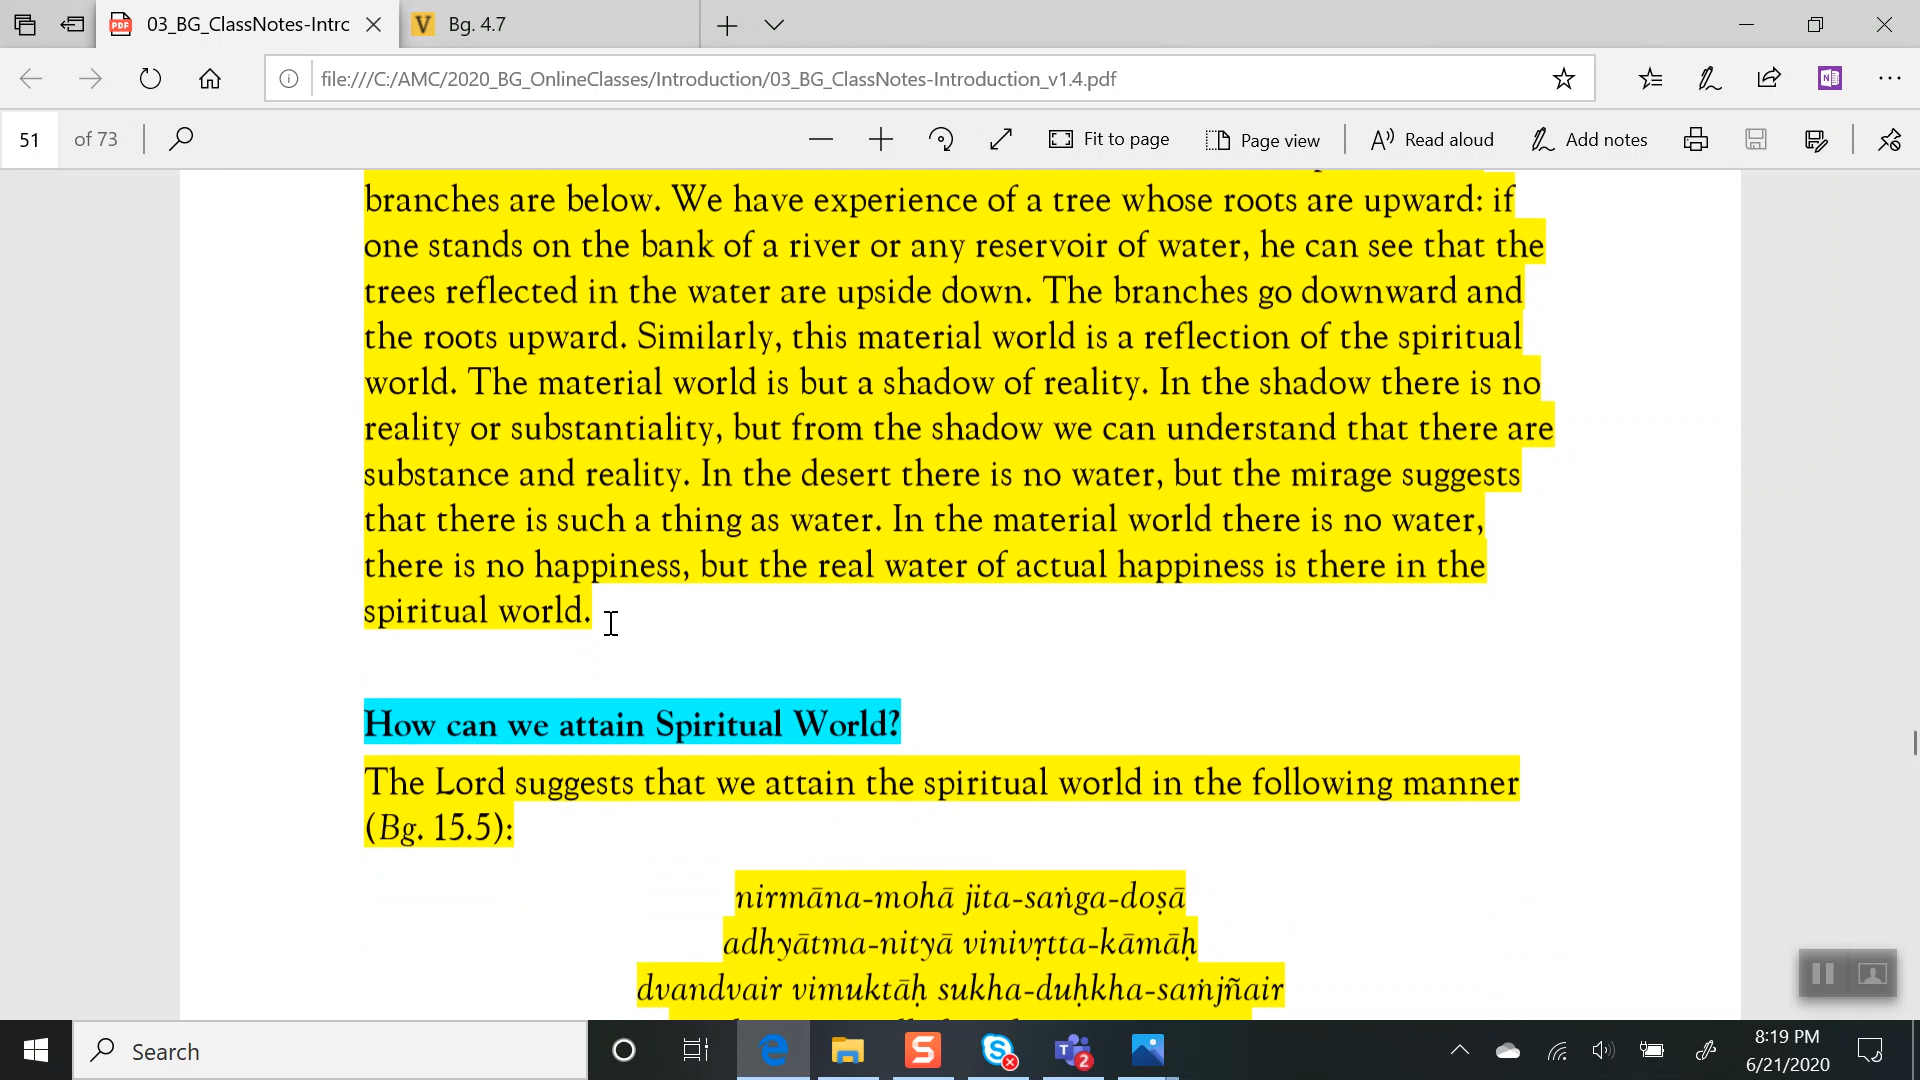 03_BG_ClassNotes-Intrc
Bg. 4.7
file:///C:/AMC/2020_BG_OnlineClasses/Introduction/03_BG_ClassNotes-Introduction_v1.4.pdf
51 of 73
Fit to page
Page view
Read aloud
Add notes
branches are below. We have experience of a tree whose roots are upward: if
one stands on the bank of a river or any reservoir of water, he can see that the
trees reflected in the water are upside down. The branches go downward and
the roots upward. Similarly, this material world is a reflection of the spiritual
world. The material world is but a shadow of reality. In the shadow there is no
reality or substantiality, but from the shadow we can understand that there are
substance and reality. In the desert there is no water, but the mirage suggests
that there is such a thing as water. In the material world there is no water,
there is no happiness, but the real water of actual happiness is there in the
spiritual world.
How can we attain Spiritual World?
The Lord suggests that we attain the spiritual world in the following manner
(Bg. 15.5):
nirmāna-mohā jita-saṅga-doṣā
adhyātma-nityā vinivṛtta-kāmāḥ
dvandvair vimuktāḥ sukha-duḥkha-saṁjñair
Search
8:19 PM
6/21/2020